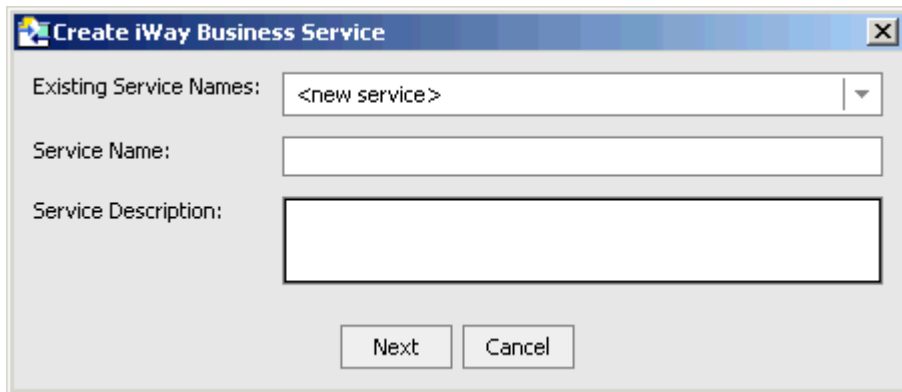 Create iWay Business Service
Existing Service Names: <new service>
Service Name:
Service Description:
Next Cancel